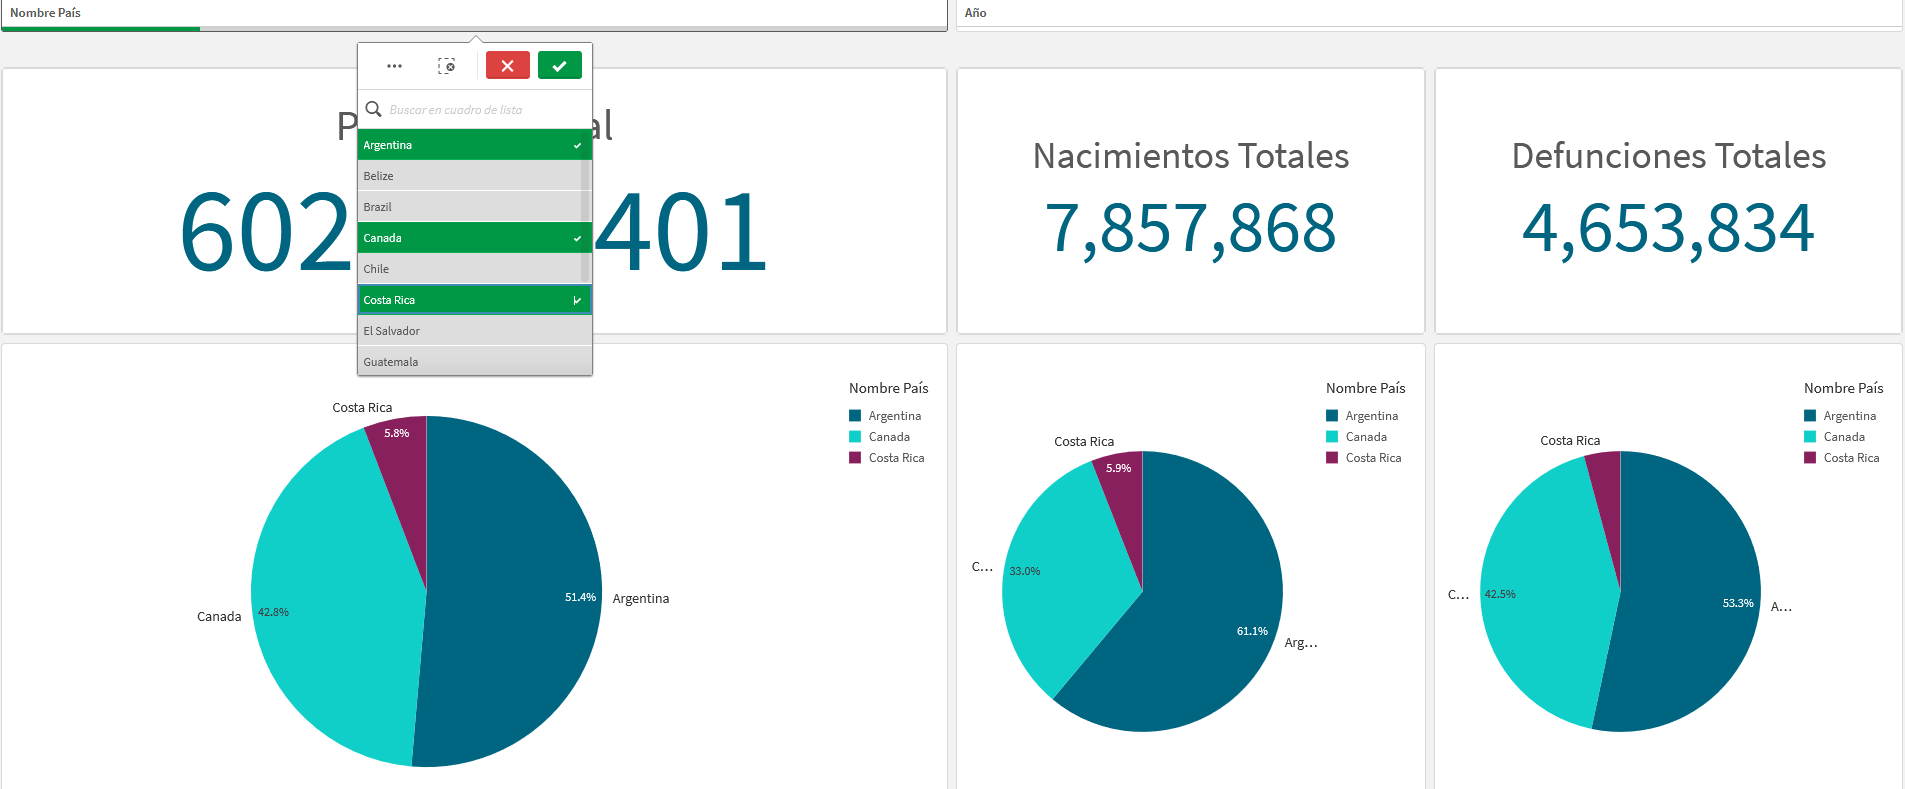 Nombre País
Año
Buscar en cuadro de lista
Argentina
Belize
Brazil
Canada
Chile
Costa Rica
El Salvador
Guatemala
P
al
602
401
Nacimientos Totales
7,857,868
Defunciones Totales
4,653,834
Nombre País
Argentina
Canada
Costa Rica
Costa Rica
5.8%
42.8%
Canada
51.4%
Argentina
Nombre País
Argentina
Canada
Costa Rica
Costa Rica
5.9%
C...
33.0%
61.1%
Arg...
Nombre País
Argentina
Canada
Costa Rica
Costa Rica
C...
42.5%
53.3%
A...